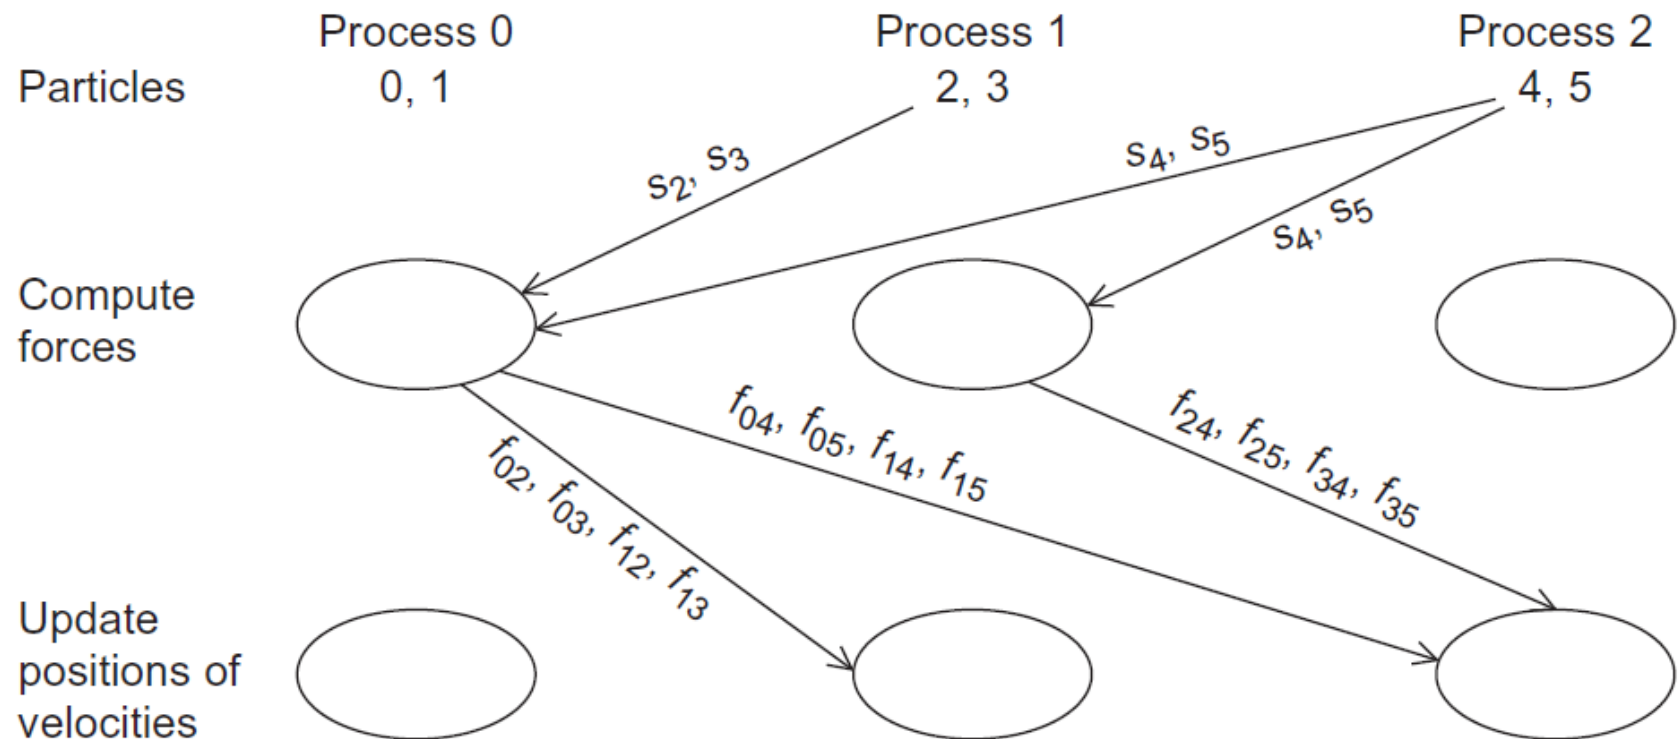 Process 0 Process 1 Process 2
Particles 0, 1 2, 3 4, 5
s₂, s₃
s₄, s₅
s₄, s₅
Compute
forces
f₀₄, f₀₅, f₁₄, f₁₅
f₂₄, f₂₅, f₃₄, f₃₅
f₀₂, f₀₃, f₁₂, f₁₃
Update
positions of
velocities